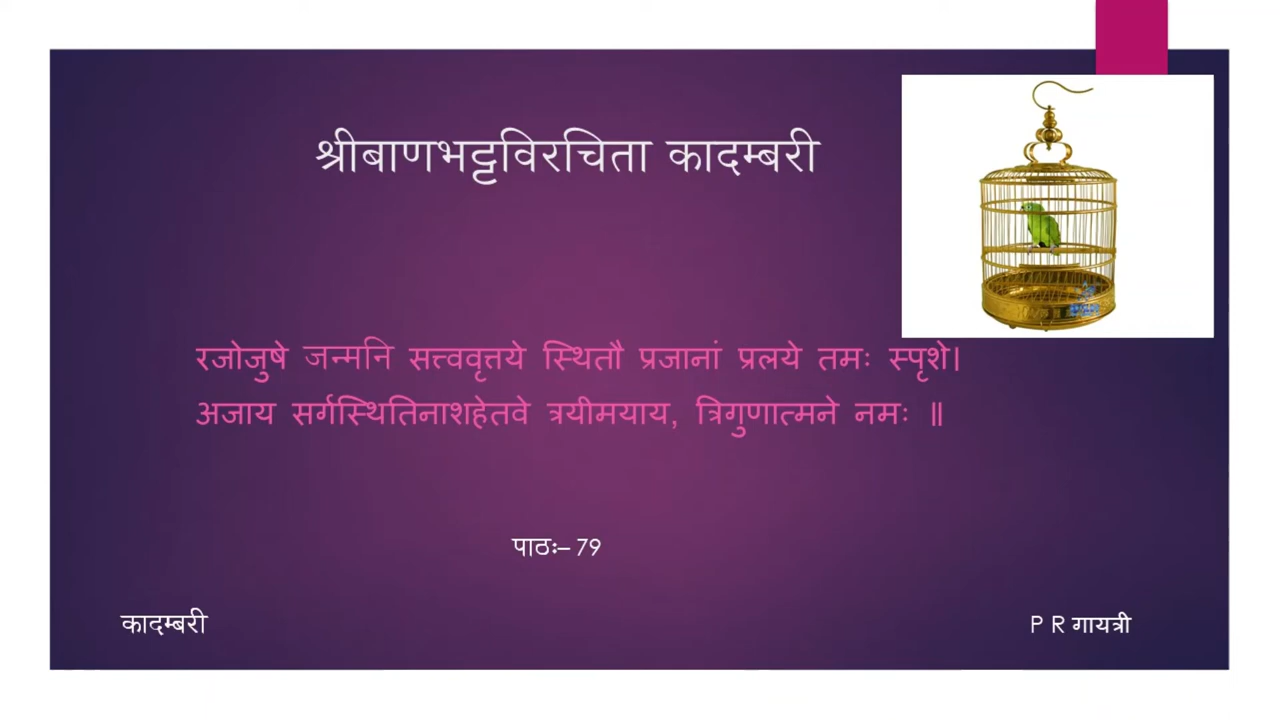 श्रीबाणभट्टविरचिता कादम्बरी
रजोजुषे जन्मनि सत्त्ववृत्तये स्थितौ प्रजानां प्रलये तमः स्पृशे।
अजाय सर्गस्थितिनाशहेतवे त्रयीमयाय, त्रिगुणात्मने नमः ॥
पाठः– 79
कादम्बरी
P R गायत्री